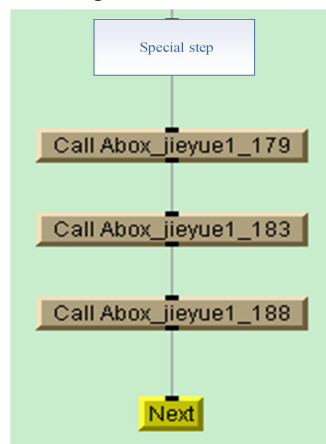 Special step
Call Abox_jieyue1_179
Call Abox_jieyue1_183
Call Abox_jieyue1_188
Next